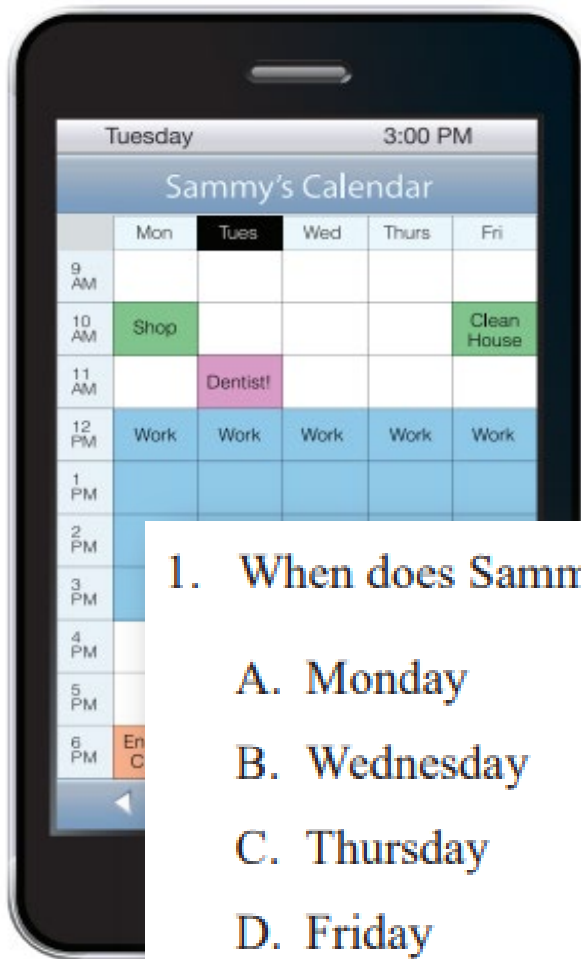 Tuesday 3:00 PM
Sammy's Calendar
Mon Tues Wed Thurs Fri
9 AM
10 AM Shop Clean House
11 AM Dentist!
12 PM Work Work Work Work Work
1 PM
2 PM
3 PM
4 PM
5 PM
6 PM
1. When does
A. Monday
B. Wednesday
C. Thursday
D. Friday